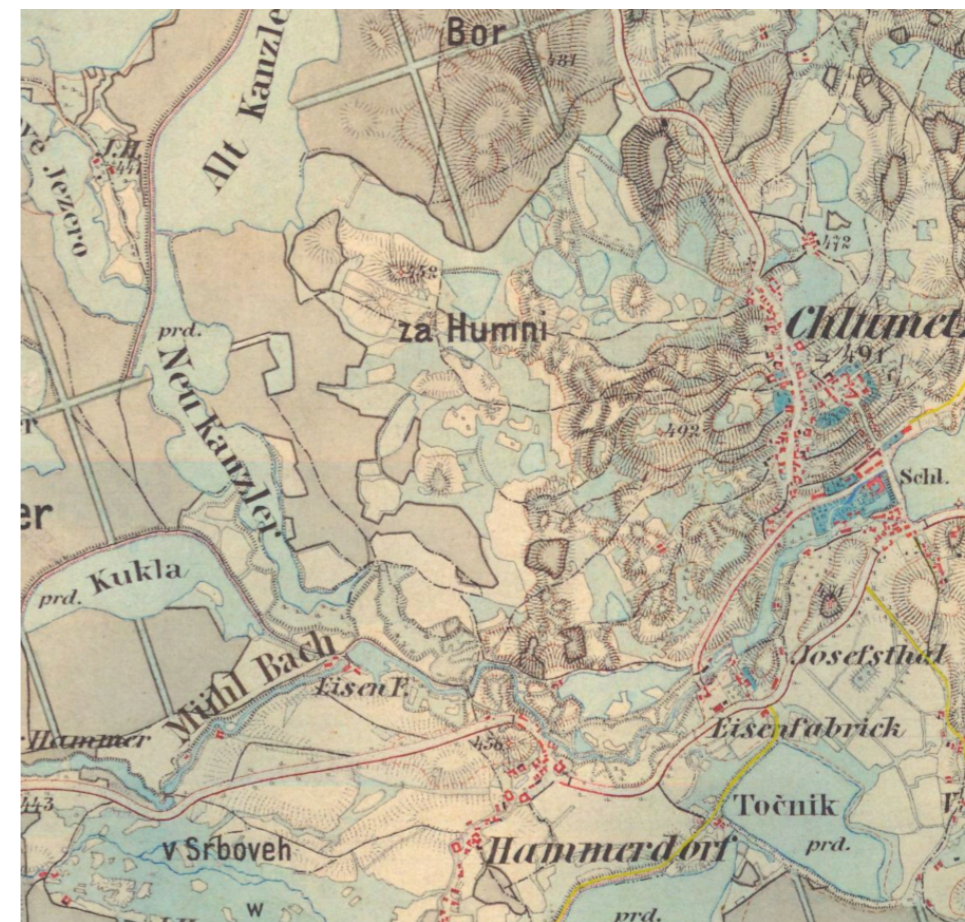 Bor
481
Alt Kanzle
J.H.
441
Jezero
472
452
prd.
za Humni
Chlumetz
491
Neu Kanzler
492
Schl.
er
Kukla
prd.
Josefsthal
Mühl Bach
Eisen F.
Hammer
456
Eisenfabrick
443
Točnik
prd.
v Srboveh
Hammerdorf
W
prd.